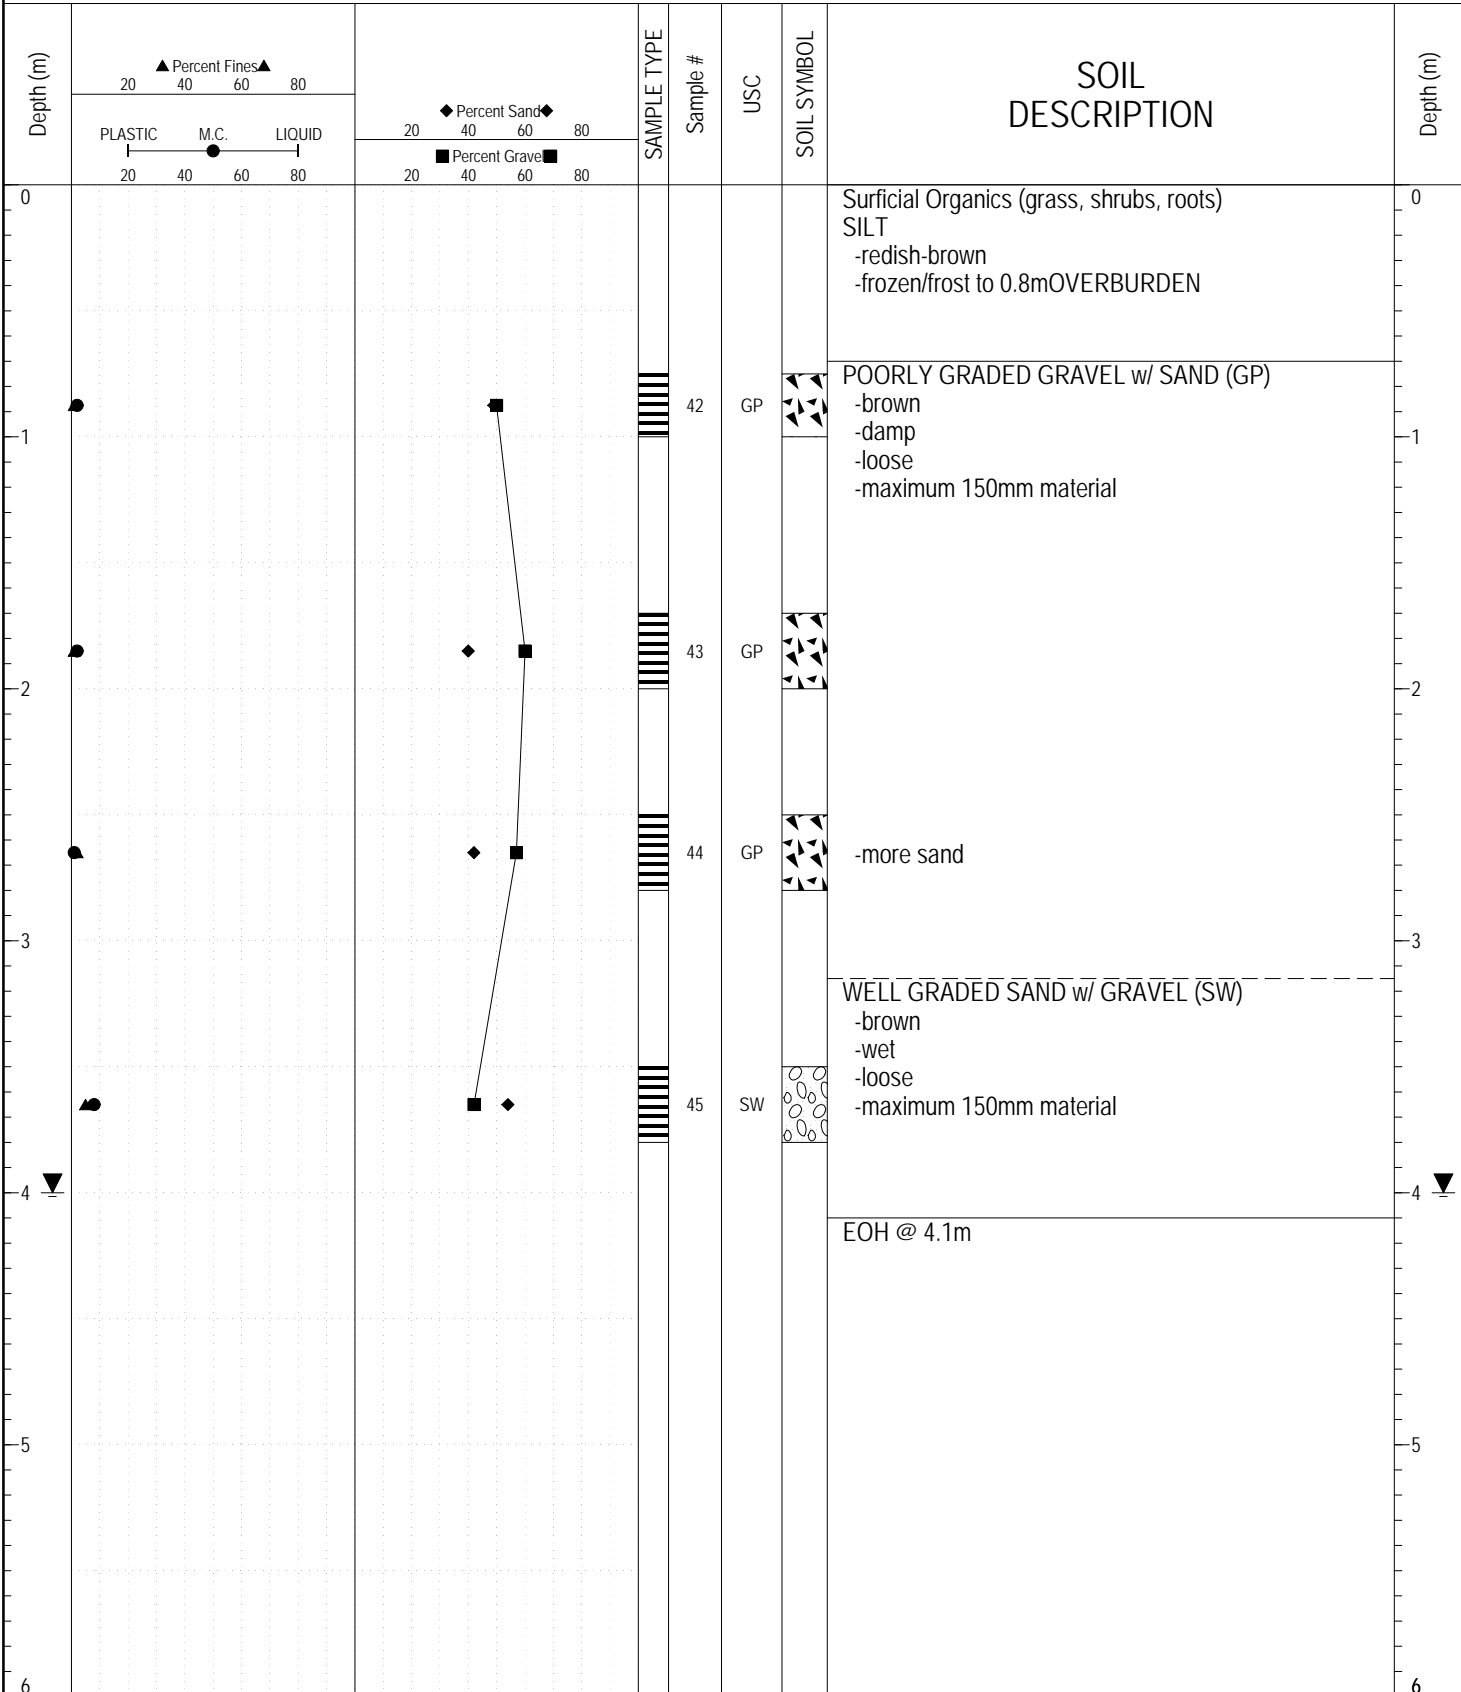 Depth (m)
▲ Percent Fines ▲
20 40 60 80
PLASTIC M.C. LIQUID
20 40 60 80
◆ Percent Sand ◆
20 40 60 80
■ Percent Gravel ■
20 40 60 80
SAMPLE TYPE
Sample #
USC
SOIL SYMBOL
SOIL
DESCRIPTION
Depth (m)
0
Surficial Organics (grass, shrubs, roots)
0
SILT
-redish-brown
-frozen/frost to 0.8mOVERBURDEN
POORLY GRADED GRAVEL w/ SAND (GP)
42 GP
-brown
1
-damp
1
-loose
-maximum 150mm material
43 GP
2
2
44 GP
-more sand
3
3
WELL GRADED SAND w/ GRAVEL (SW)
-brown
-wet
-loose
45 SW
-maximum 150mm material
4
4
EOH @ 4.1m
5
5
6
6